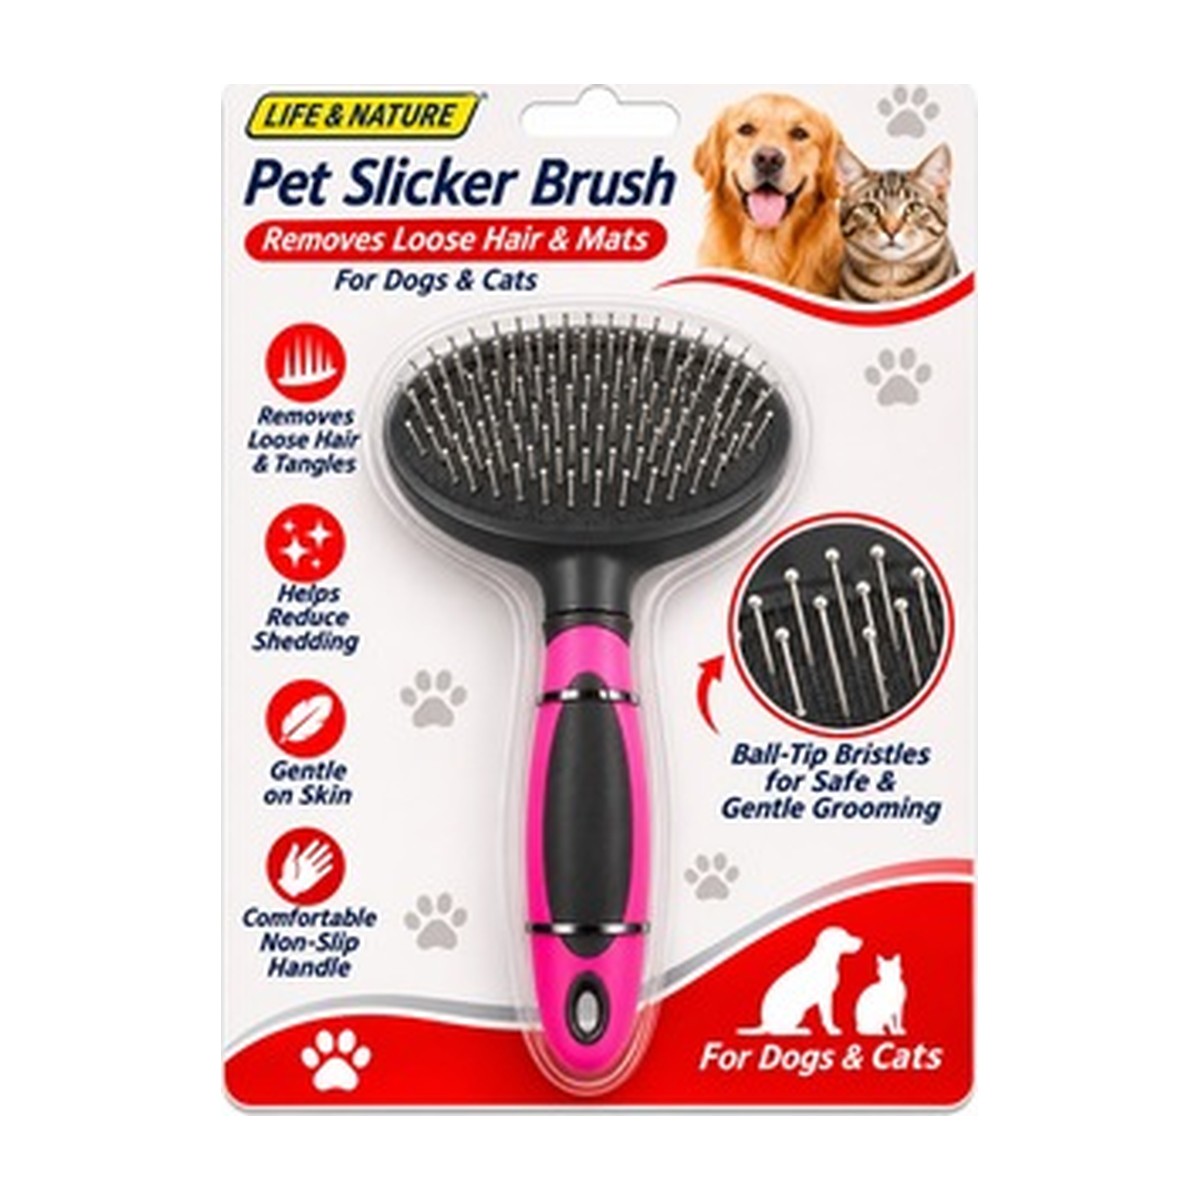 LIFE & NATURE
Pet Slicker Brush
Removes Loose Hair & Mats
For Dogs & Cats
Removes
Loose Hair
& Tangles
Helps
Reduce
Shedding
Gentle
on Skin
Comfortable
Non-Slip
Handle
Ball-Tip Bristles
for Safe &
Gentle Grooming
For Dogs & Cats